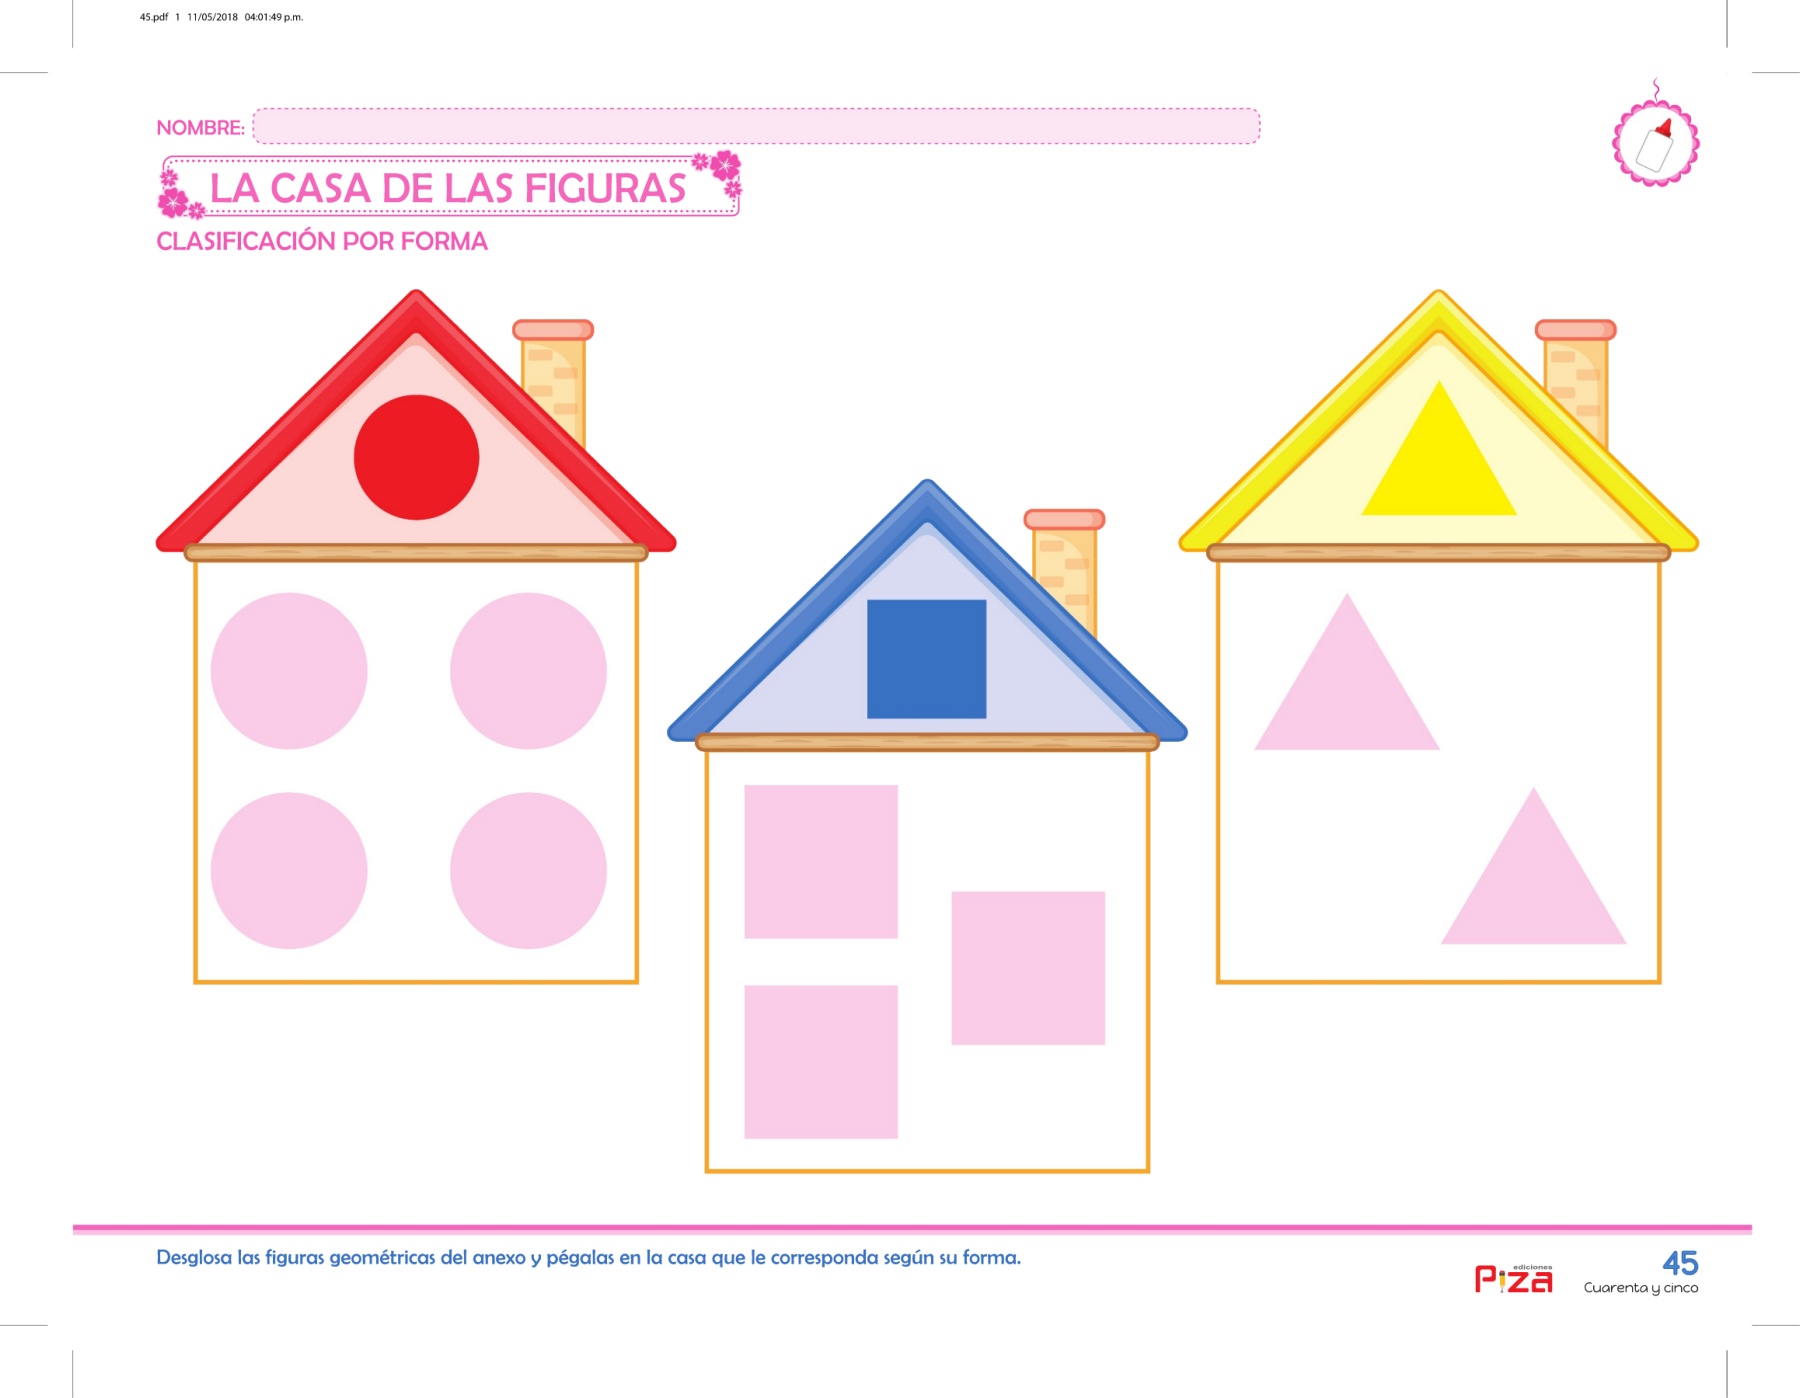 45.pdf 1 11/05/2018 04:01:49 p.m.
NOMBRE:
LA CASA DE LAS FIGURAS
CLASIFICACIÓN POR FORMA
Desglosa las figuras geométricas del anexo y pégalas en la casa que le corresponda según su forma.
ediciones
Piza
45
Cuarenta y cinco